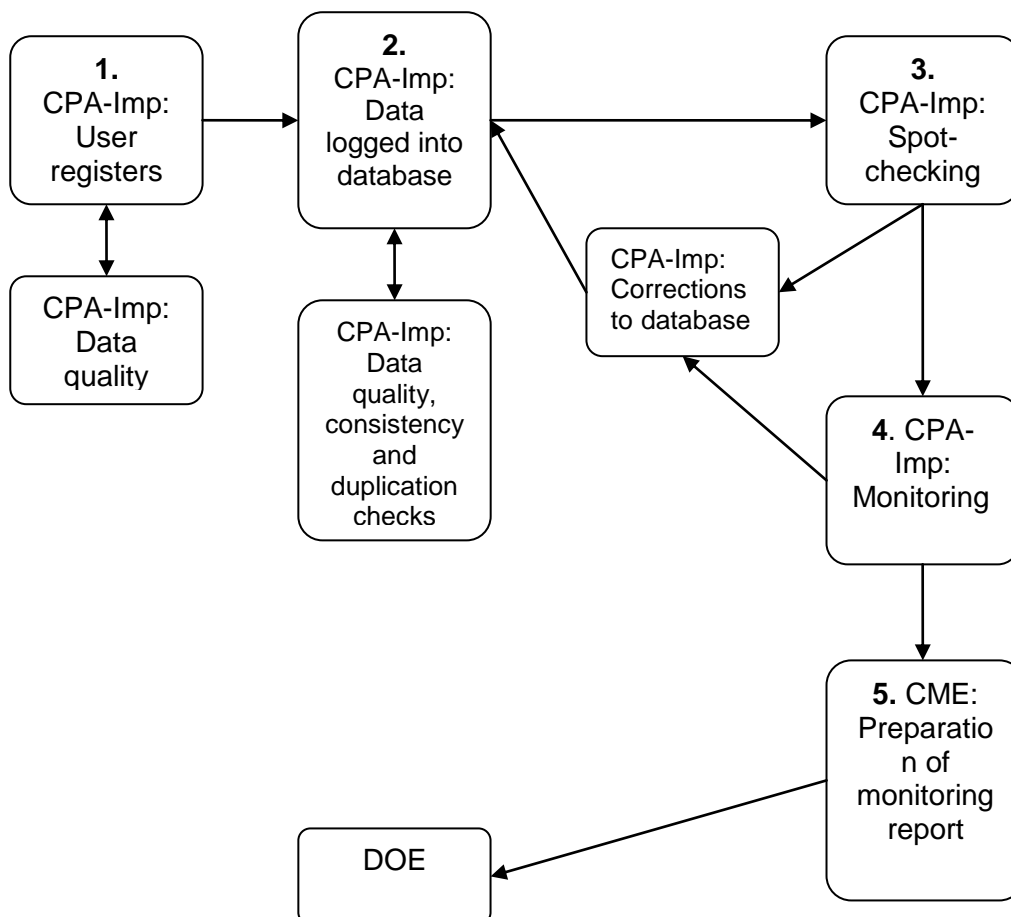 1.
CPA-Imp:
User
registers
2.
CPA-Imp:
Data
logged into
database
3.
CPA-Imp:
Spot-
checking
CPA-Imp:
Data
quality
CPA-Imp:
Data
quality,
consistency
and
duplication
checks
CPA-Imp:
Corrections
to database
4. CPA-
Imp:
Monitoring
5. CME:
Preparatio
n of
monitoring
report
DOE